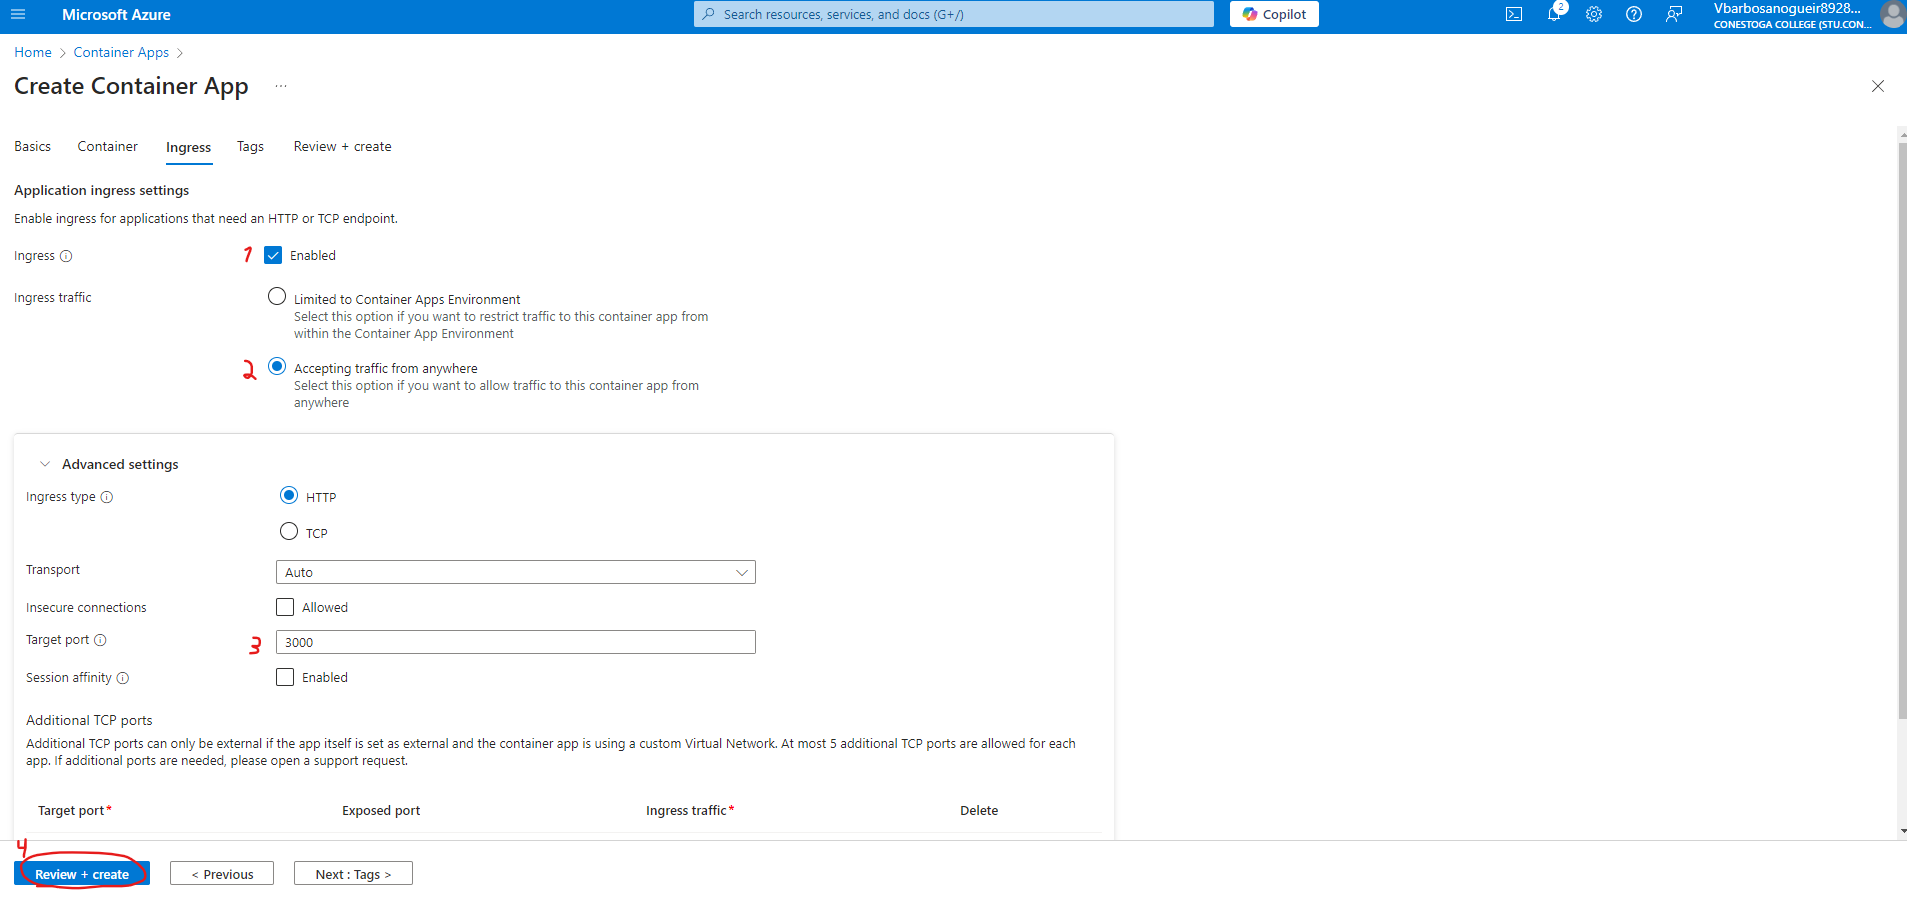 Microsoft Azure
Search resources, services, and docs (G+/)
Copilot
2
Vbarbosanogueir8928...
CONESTOGA COLLEGE (STU.CON...
Home > Container Apps >
Create Container App ...
Basics Container Ingress Tags Review + create
Application ingress settings
Enable ingress for applications that need an HTTP or TCP endpoint.
Ingress 1 Enabled
Ingress traffic Limited to Container Apps Environment
Select this option if you want to restrict traffic to this container app from
within the Container App Environment
2 Accepting traffic from anywhere
Select this option if you want to allow traffic to this container app from
anywhere
Advanced settings
Ingress type HTTP
TCP
Transport Auto
Insecure connections Allowed
Target port 3 3000
Session affinity Enabled
Additional TCP ports
Additional TCP ports can only be external if the app itself is set as external and the container app is using a custom Virtual Network. At most 5 additional TCP ports are allowed for each
app. If additional ports are needed, please open a support request.
Target port* Exposed port Ingress traffic* Delete
4
Review + create < Previous Next : Tags >